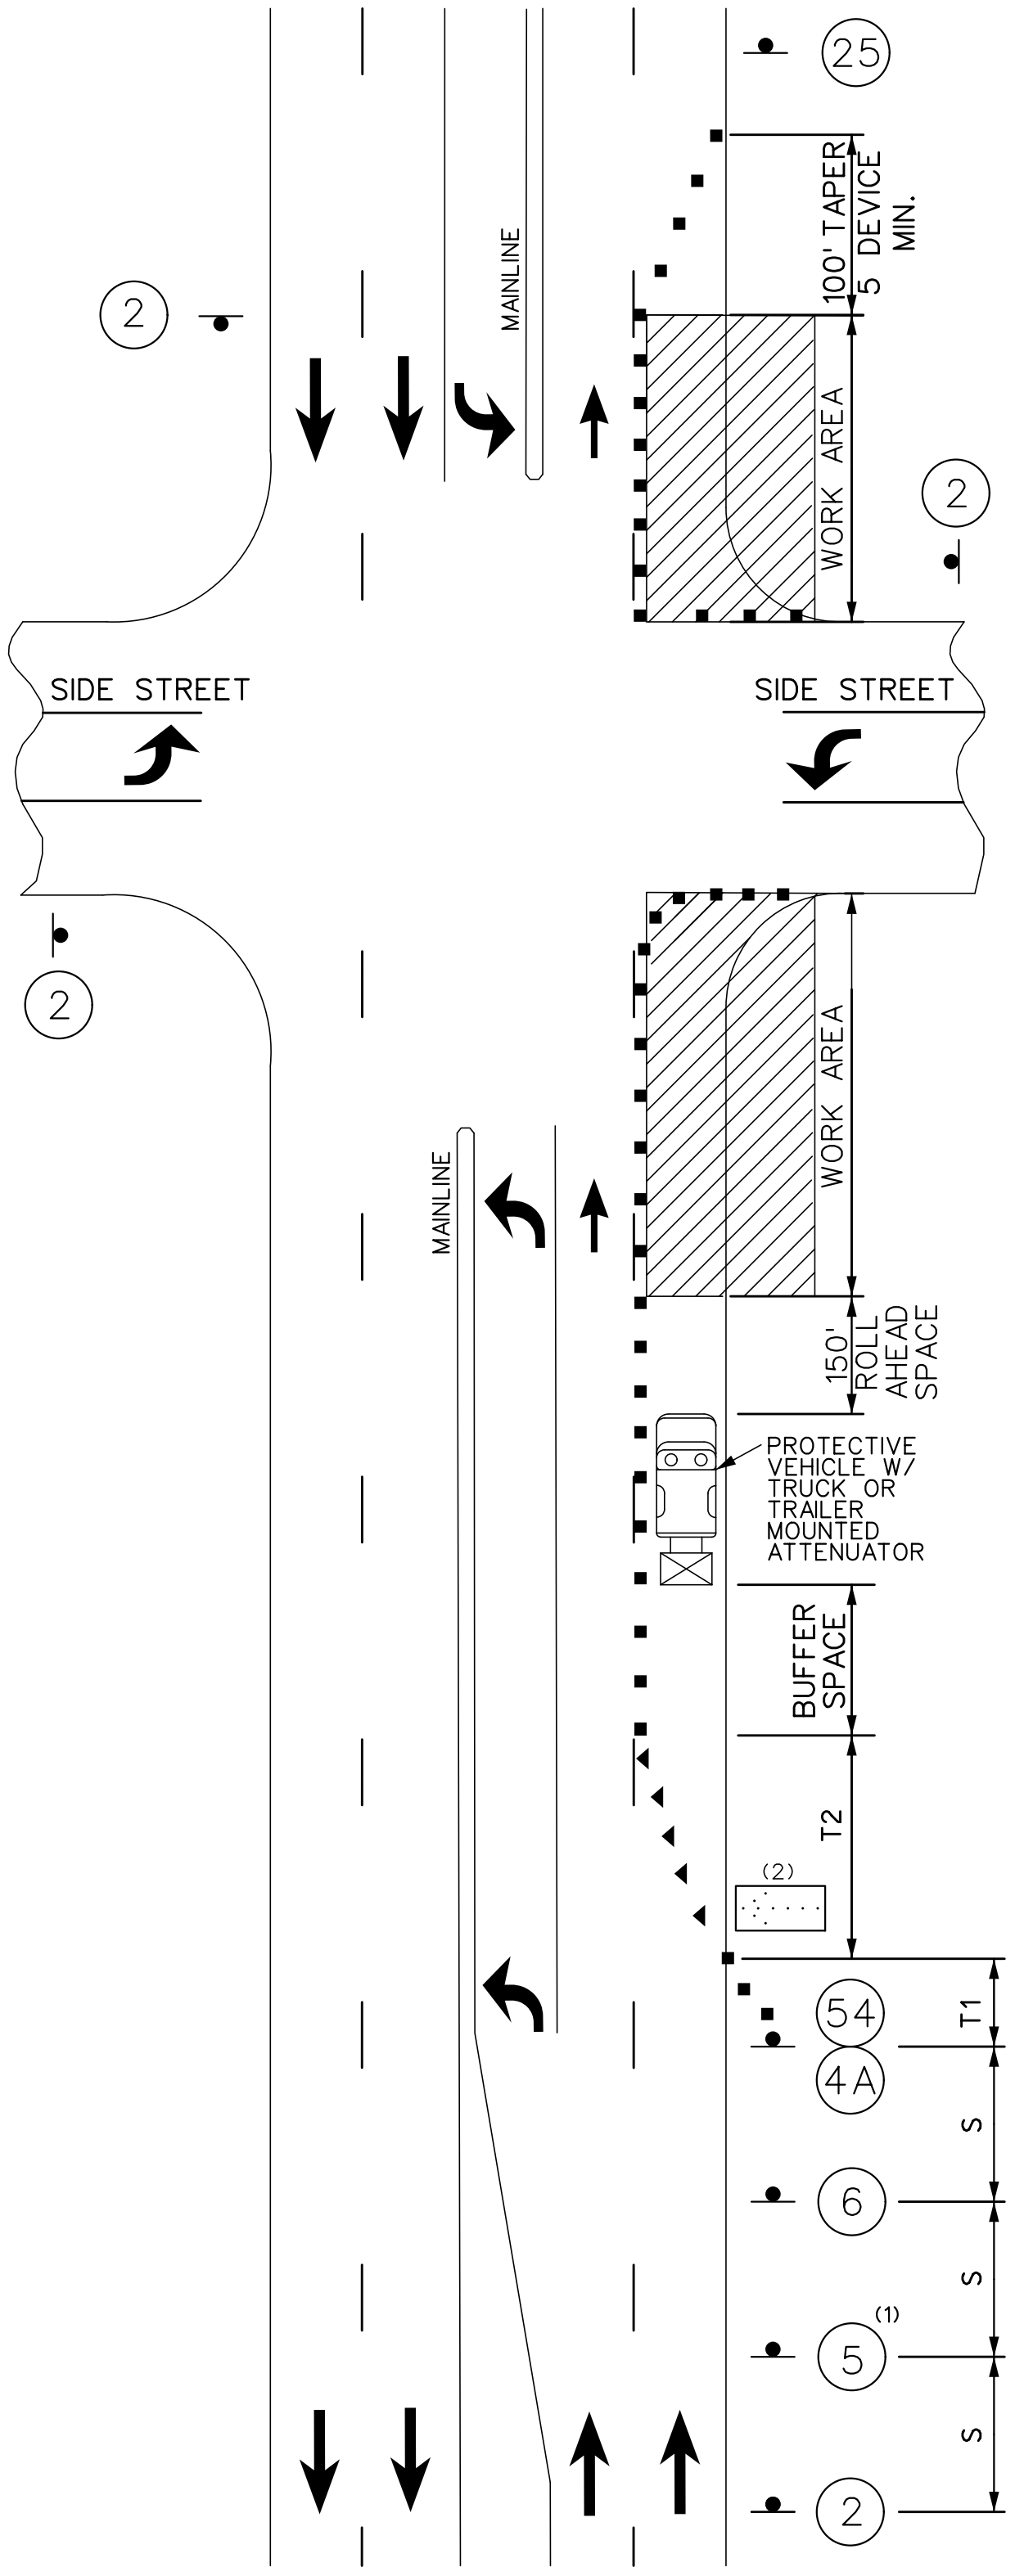 25
100' TAPER
5 DEVICE
MIN.
MAINLINE
2
WORK AREA
2
SIDE STREET
SIDE STREET
2
WORK AREA
MAINLINE
150'
ROLL
AHEAD
SPACE
PROTECTIVE
VEHICLE W/
TRUCK OR
TRAILER
MOUNTED
ATTENUATOR
BUFFER
SPACE
T2
(2)
54
T1
4A
S
6
S
(1)
5
S
2